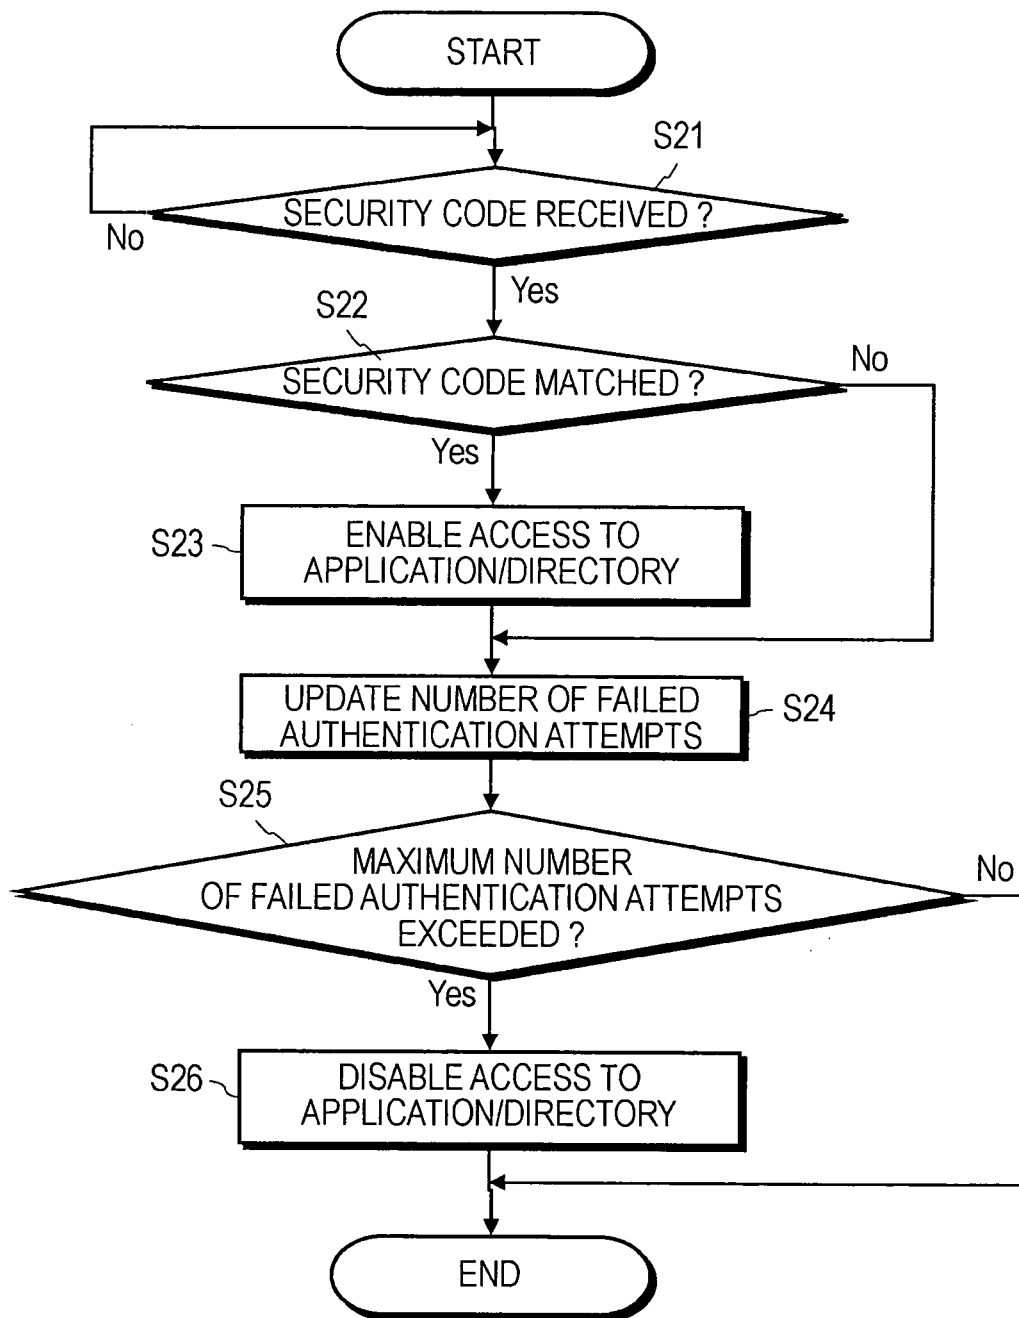 START
S21
SECURITY CODE RECEIVED ?
No
Yes
S22
No
SECURITY CODE MATCHED ?
Yes
S23
ENABLE ACCESS TO
APPLICATION/DIRECTORY
UPDATE NUMBER OF FAILED
AUTHENTICATION ATTEMPTS
S24
S25
MAXIMUM NUMBER
OF FAILED AUTHENTICATION ATTEMPTS
EXCEEDED ?
No
Yes
S26
DISABLE ACCESS TO
APPLICATION/DIRECTORY
END